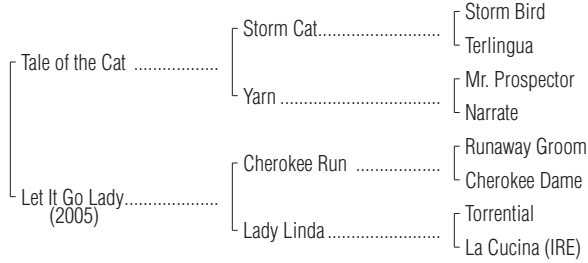 Storm Bird
Storm Cat
Terlingua
Tale of the Cat
Mr. Prospector
Yarn
Narrate
Runaway Groom
Cherokee Run
Cherokee Dame
Let It Go Lady
(2005)
Torrential
Lady Linda
La Cucina (IRE)